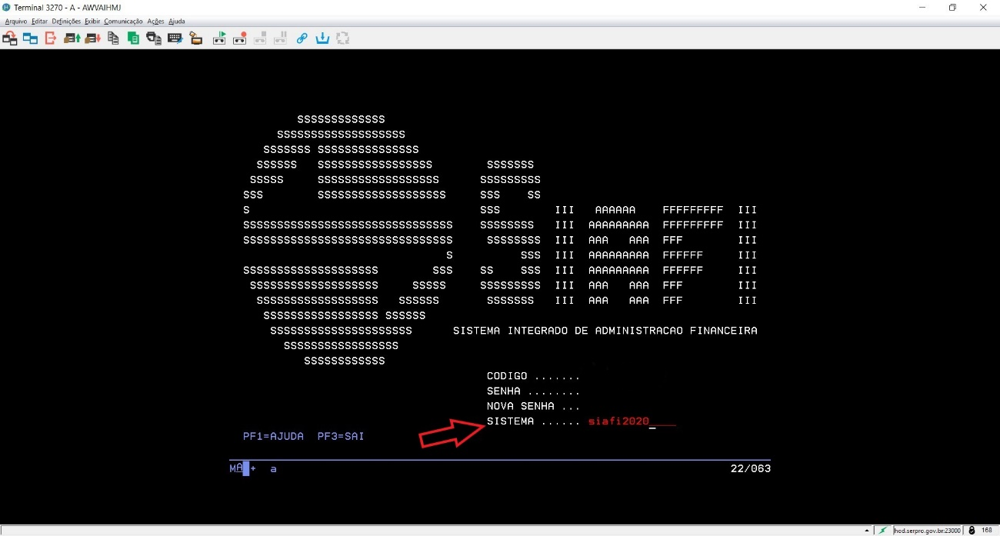 Terminal 3270 - A - AWVAIHMJ
Arquivo Editar Definições Exibir Comunicação Ações Ajuda
SSSSSSSSSSSSS
SSSSSSSSSSSSSSSSSSS
SSSSSSS SSSSSSSSSSSSSSS
SSSSSS SSSSSSSSSSSSSSSSS SSSSSSS
SSSSS SSSSSSSSSSSSSSSSSS SSSSSSSSS
SSS SSSSSSSSSSSSSSSSSSS SSS SS
S SSS III AAAAAA FFFFFFFFF III
SSSSSSSSSSSSSSSSSSSSSSSSSSSSSSS SSSSSSSS III AAAAAAAAA FFFFFFFFF III
SSSSSSSSSSSSSSSSSSSSSSSSSSSSSSS SSSSSSSS III AAA AAA FFF III
S SSS III AAAAAAAAA FFFFFF III
SSSSSSSSSSSSSSSSSSSS SSS SS SSS III AAAAAAAAA FFFFFF III
SSSSSSSSSSSSSSSSSSS SSSSS SSSSSSSSS III AAA AAA FFF III
SSSSSSSSSSSSSSSSSS SSSSSS SSSSSSS III AAA AAA FFF III
SSSSSSSSSSSSSSSSS SSSSSS
SSSSSSSSSSSSSSSSSSSSS SISTEMA INTEGRADO DE ADMINISTRACAO FINANCEIRA
SSSSSSSSSSSSSSSSS
SSSSSSSSSSSS
CODIGO .......
SENHA ........
NOVA SENHA ...
SISTEMA ...... siafi2020____
PF1=AJUDA PF3=SAI
MA + a 22/063
hod.serpro.gov.br:23000 168